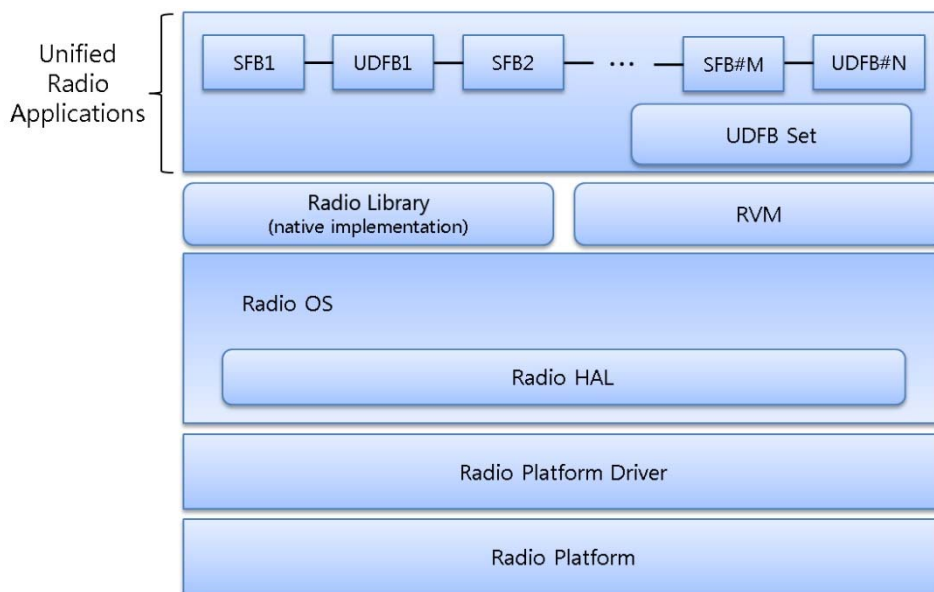 Unified
Radio
Applications
SFB1
UDFB1
SFB2
...
SFB#M
UDFB#N
UDFB Set
Radio Library
(native implementation)
RVM
Radio OS
Radio HAL
Radio Platform Driver
Radio Platform